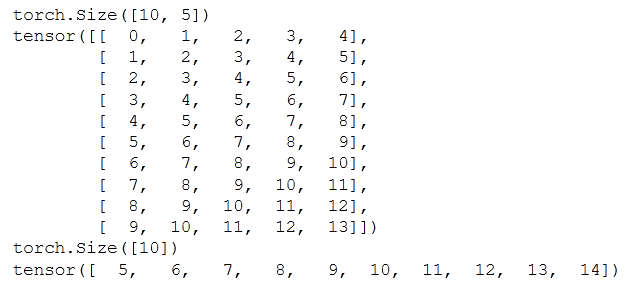 torch.Size([10, 5])
tensor([[ 0, 1, 2, 3, 4],
[ 1, 2, 3, 4, 5],
[ 2, 3, 4, 5, 6],
[ 3, 4, 5, 6, 7],
[ 4, 5, 6, 7, 8],
[ 5, 6, 7, 8, 9],
[ 6, 7, 8, 9, 10],
[ 7, 8, 9, 10, 11],
[ 8, 9, 10, 11, 12],
[ 9, 10, 11, 12, 13]])
torch.Size([10])
tensor([ 5, 6, 7, 8, 9, 10, 11, 12, 13, 14])